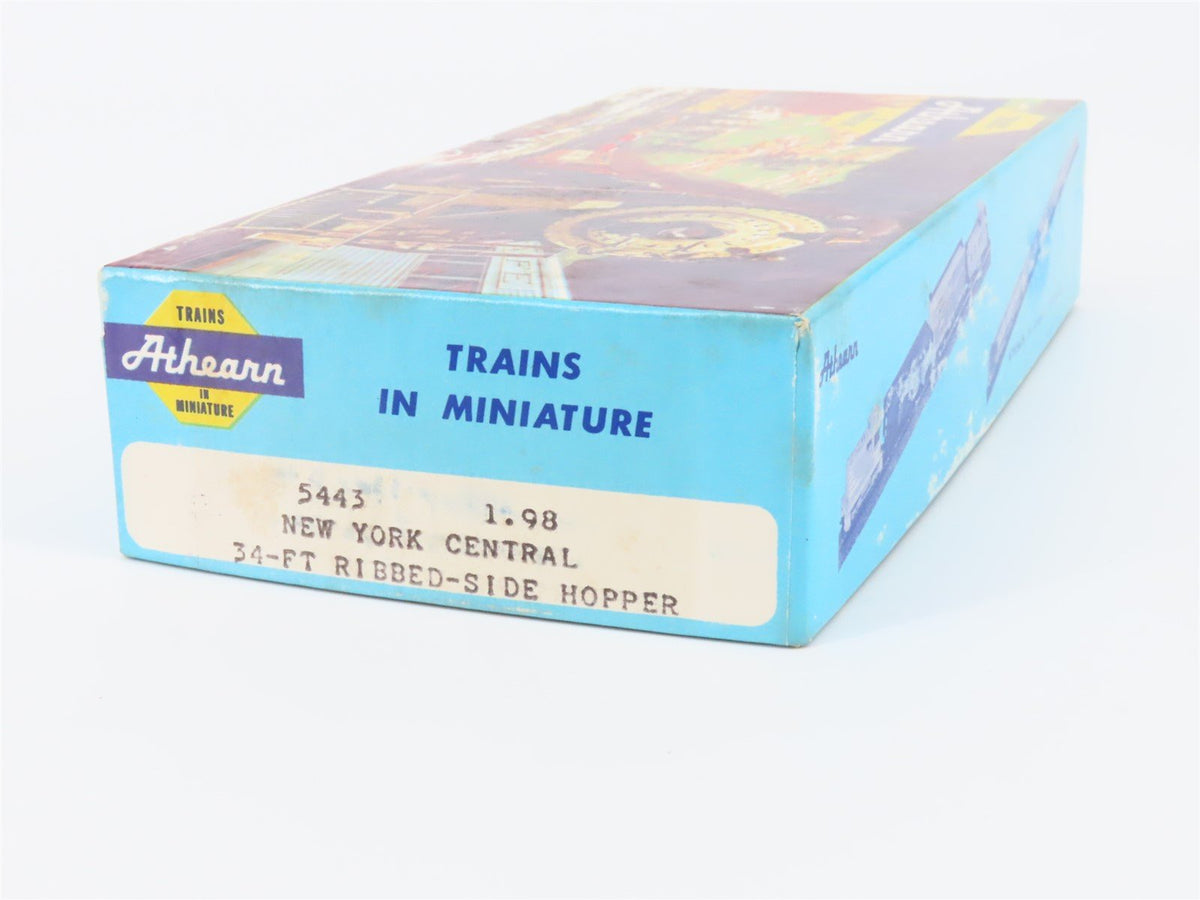 TRAINS
Athearn
IN
MINIATURE
TRAINS
IN MINIATURE
5443 1.98
NEW YORK CENTRAL
34-FT RIBBED-SIDE HOPPER
Athearn
Athearn